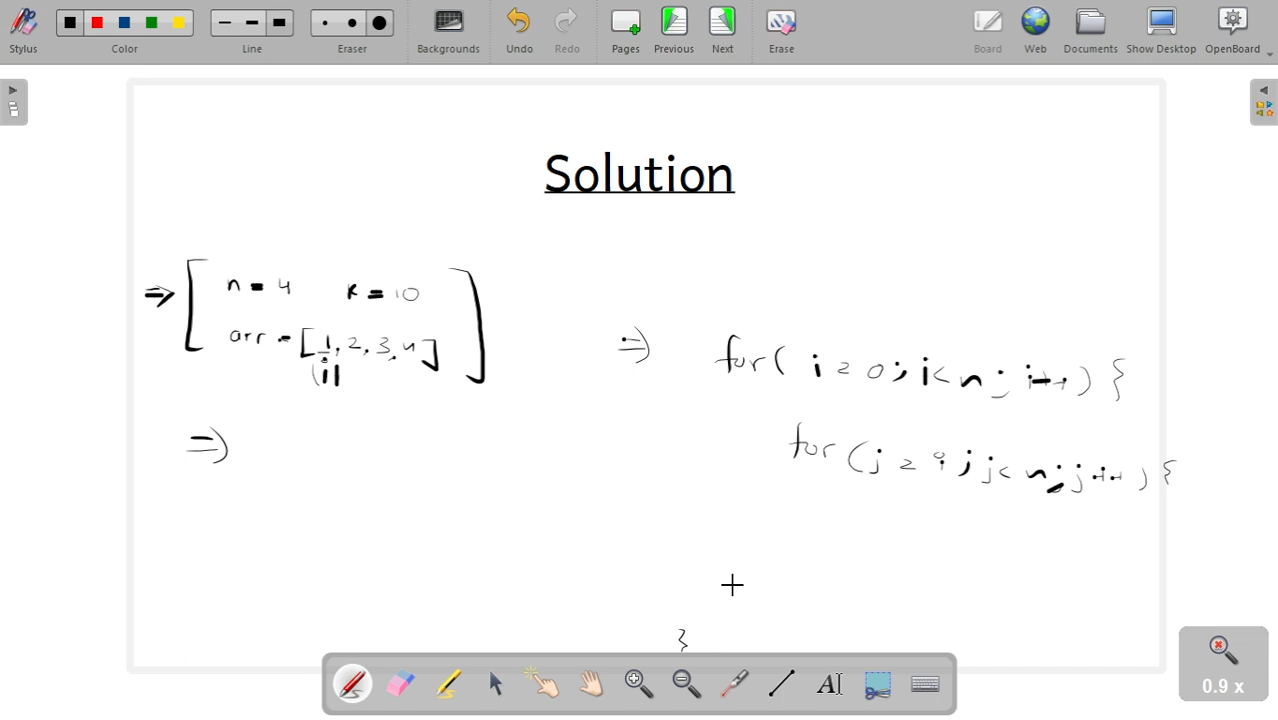 Stylus Color Line Eraser Backgrounds Undo Redo Pages Previous Next Erase Board Web Documents Show Desktop OpenBoard
Solution
=> [ n = 4 k = 10
arr = [1, 2, 3, 4] ]
(i)
=> for( i = 0; i < n; i++) {
for(j = i; j < n; j++) {
=>
}
0.9 x